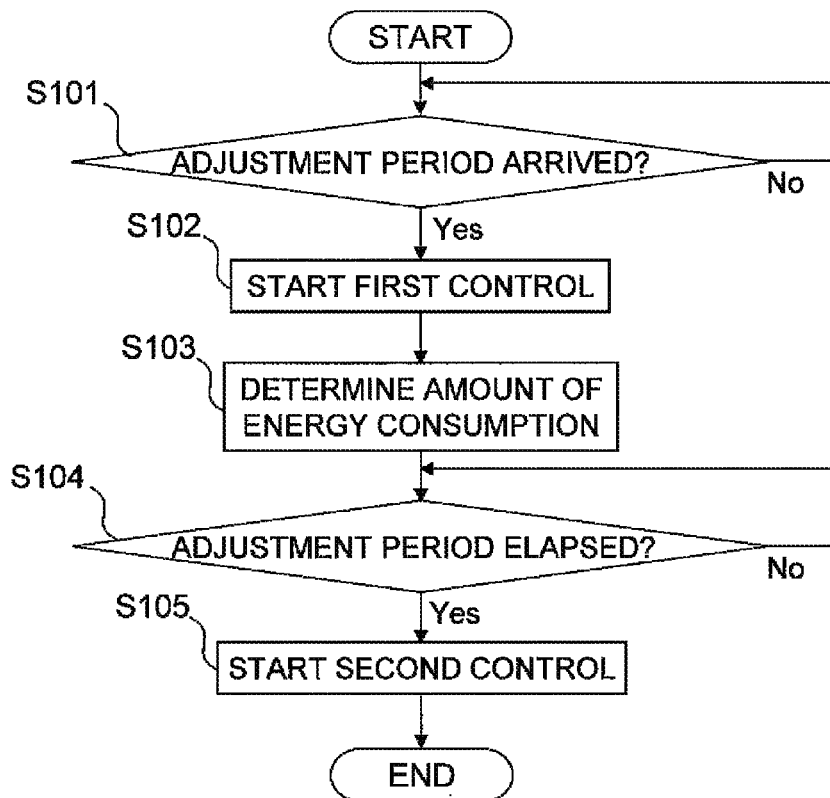 START
S101
ADJUSTMENT PERIOD ARRIVED?
No
Yes
S102
START FIRST CONTROL
S103
DETERMINE AMOUNT OF
ENERGY CONSUMPTION
S104
ADJUSTMENT PERIOD ELAPSED?
No
Yes
S105
START SECOND CONTROL
END